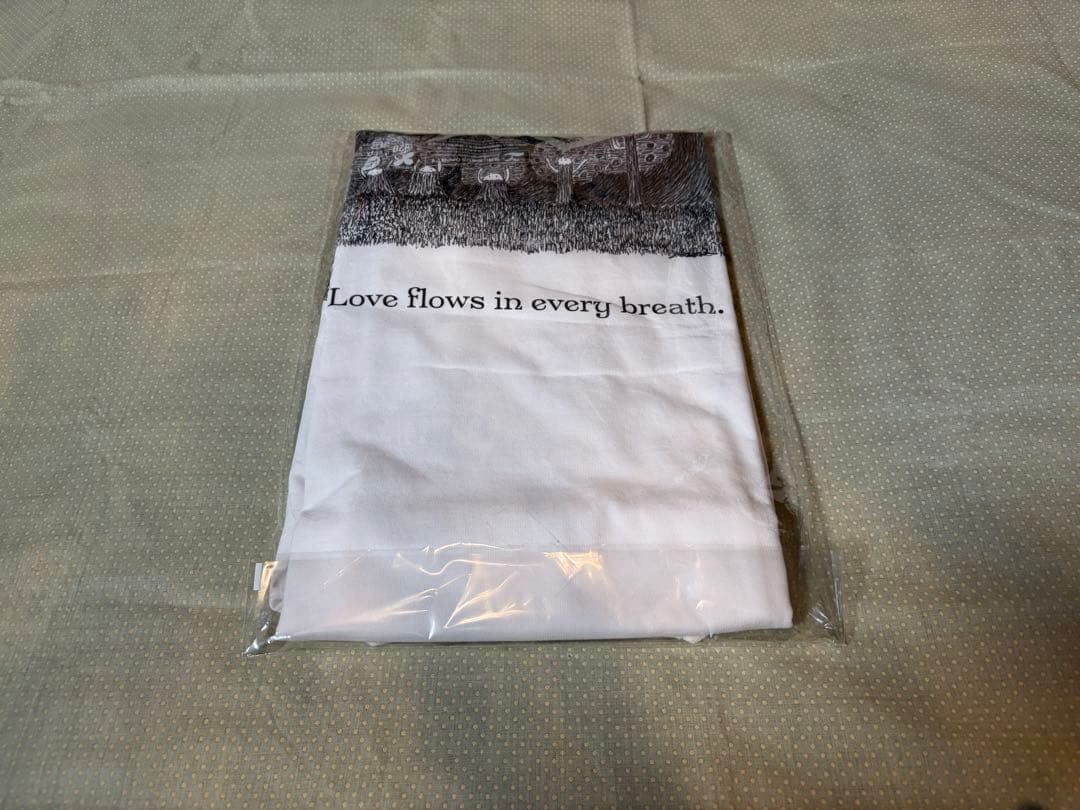 Love flows in every breath.